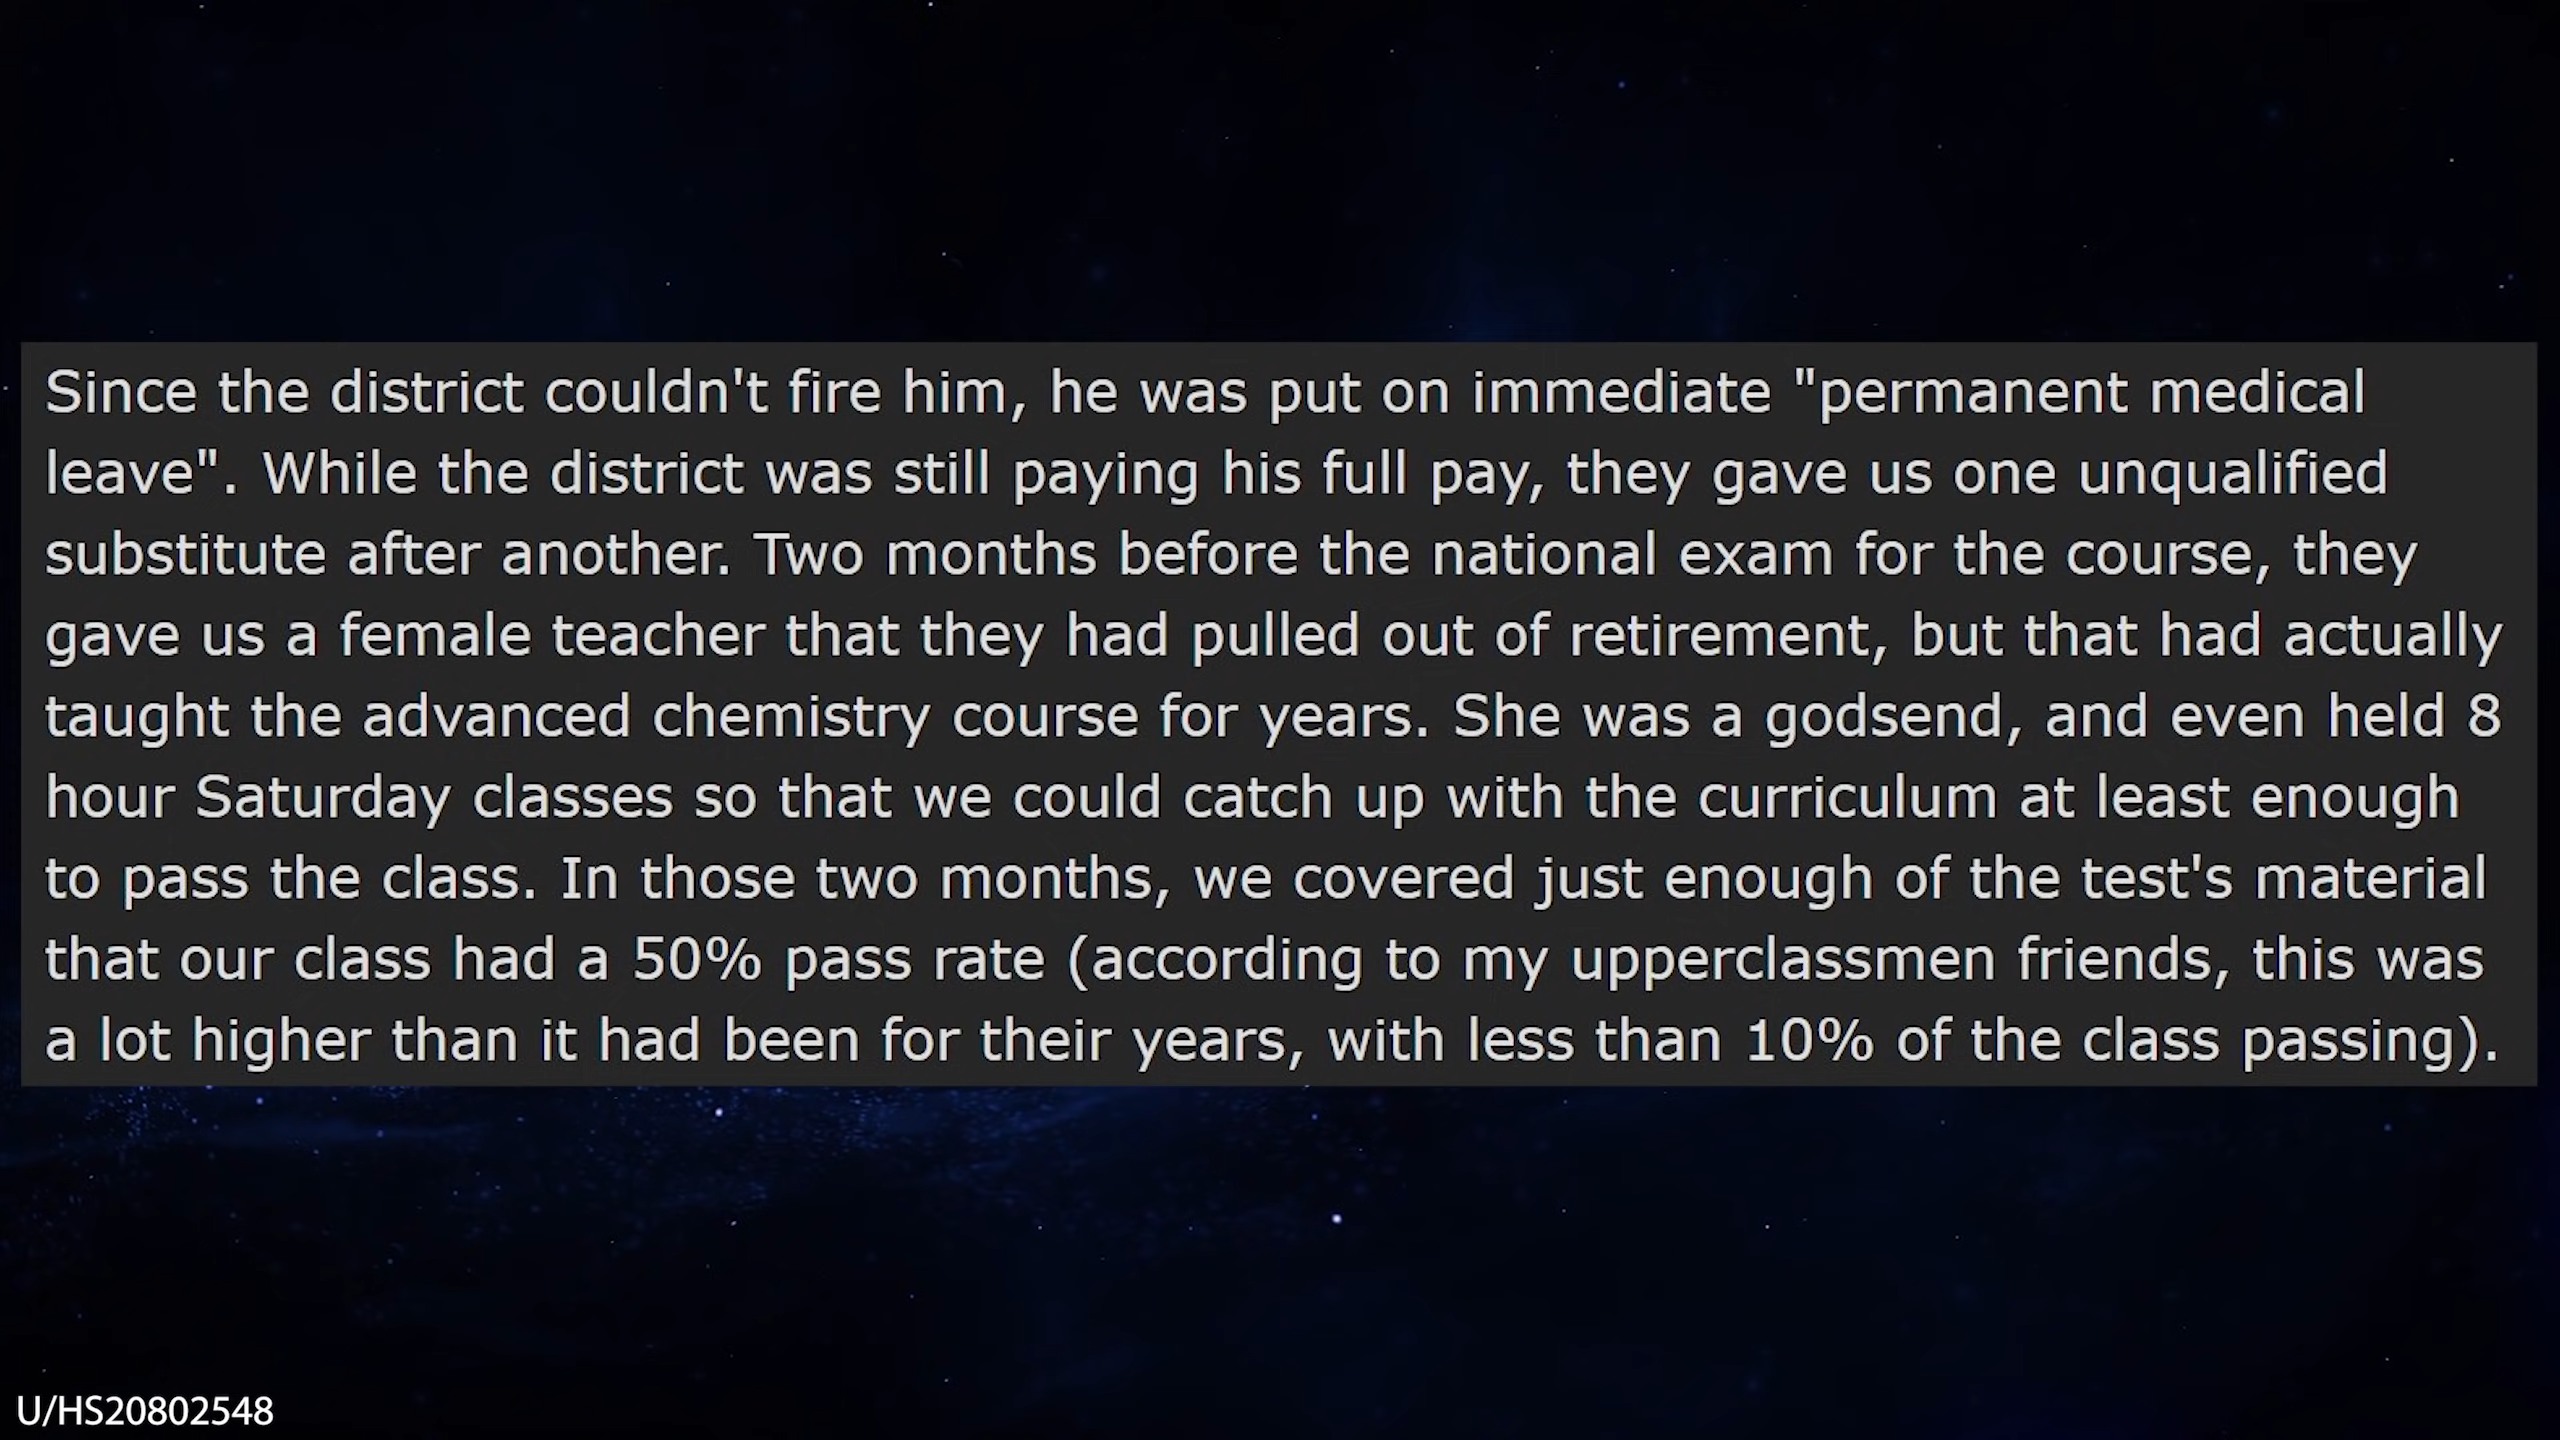 Since the district couldn't fire him, he was put on immediate "permanent medical
leave". While the district was still paying his full pay, they gave us one unqualified
substitute after another. Two months before the national exam for the course, they
gave us a female teacher that they had pulled out of retirement, but that had actually
taught the advanced chemistry course for years. She was a godsend, and even held 8
hour Saturday classes so that we could catch up with the curriculum at least enough
to pass the class. In those two months, we covered just enough of the test's material
that our class had a 50% pass rate (according to my upperclassmen friends, this was
a lot higher than it had been for their years, with less than 10% of the class passing).
U/HS20802548